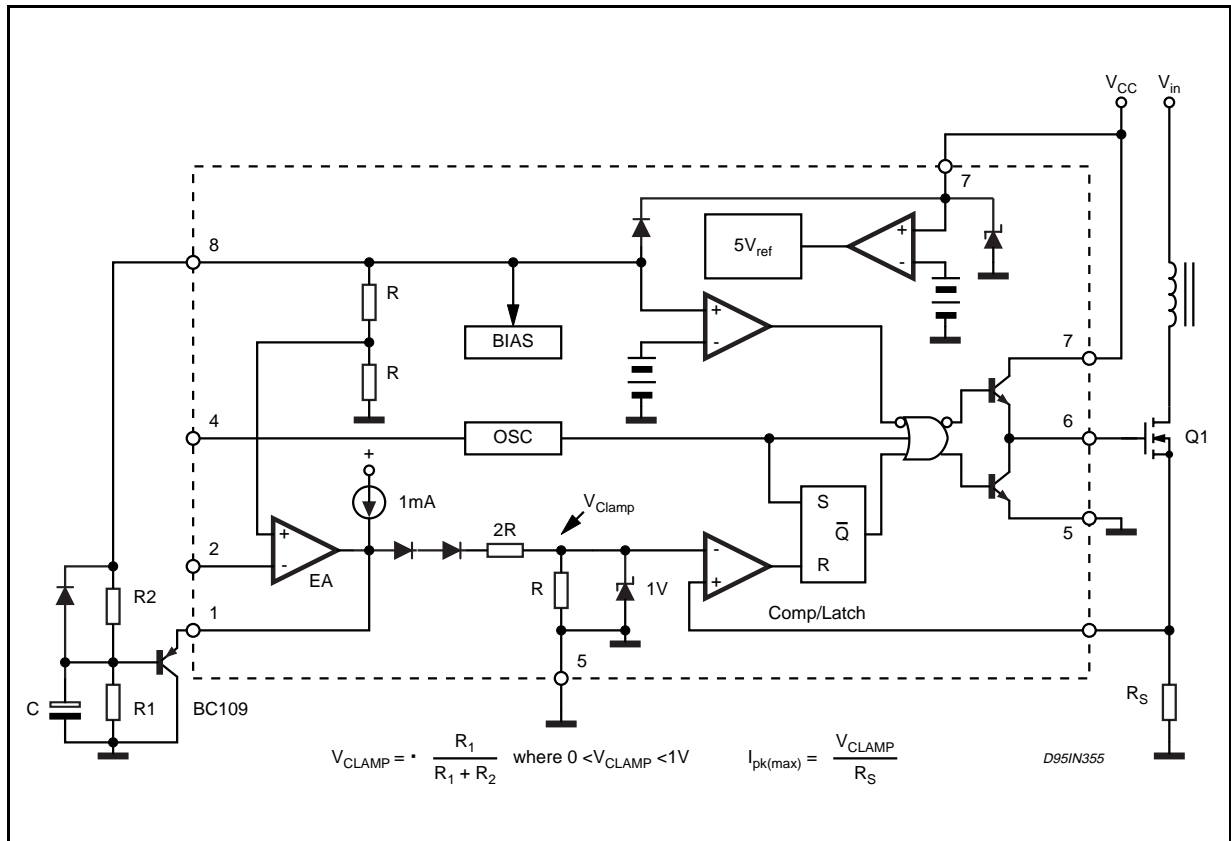 VCC Vin
7
8
5Vref
+
-
R
+
-
BIAS
R
7
4
OSC
6
Q1
+
1mA
VClamp
S
2R
Q̅
5
2
+
-
EA
R
1V
-
+
R
R2
Comp/Latch
1
5
RS
C
R1
BC109
VCLAMP = · R1 / R1 + R2 where 0 <VCLAMP <1V Ipk(max) = VCLAMP / RS D95IN355